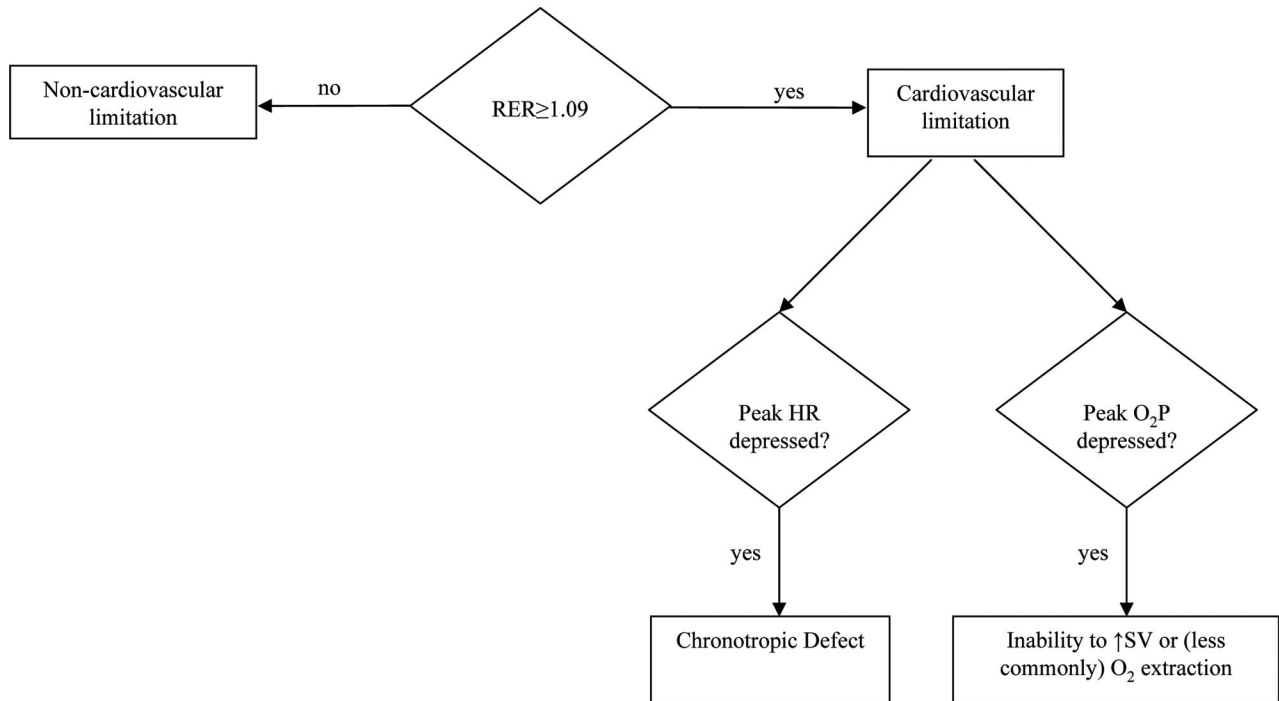 Non-cardiovascular
limitation
no
RER≥1.09
yes
Cardiovascular
limitation
Peak HR
depressed?
Peak O₂P
depressed?
yes
yes
Chronotropic Defect
Inability to ↑SV or (less
commonly) O₂ extraction